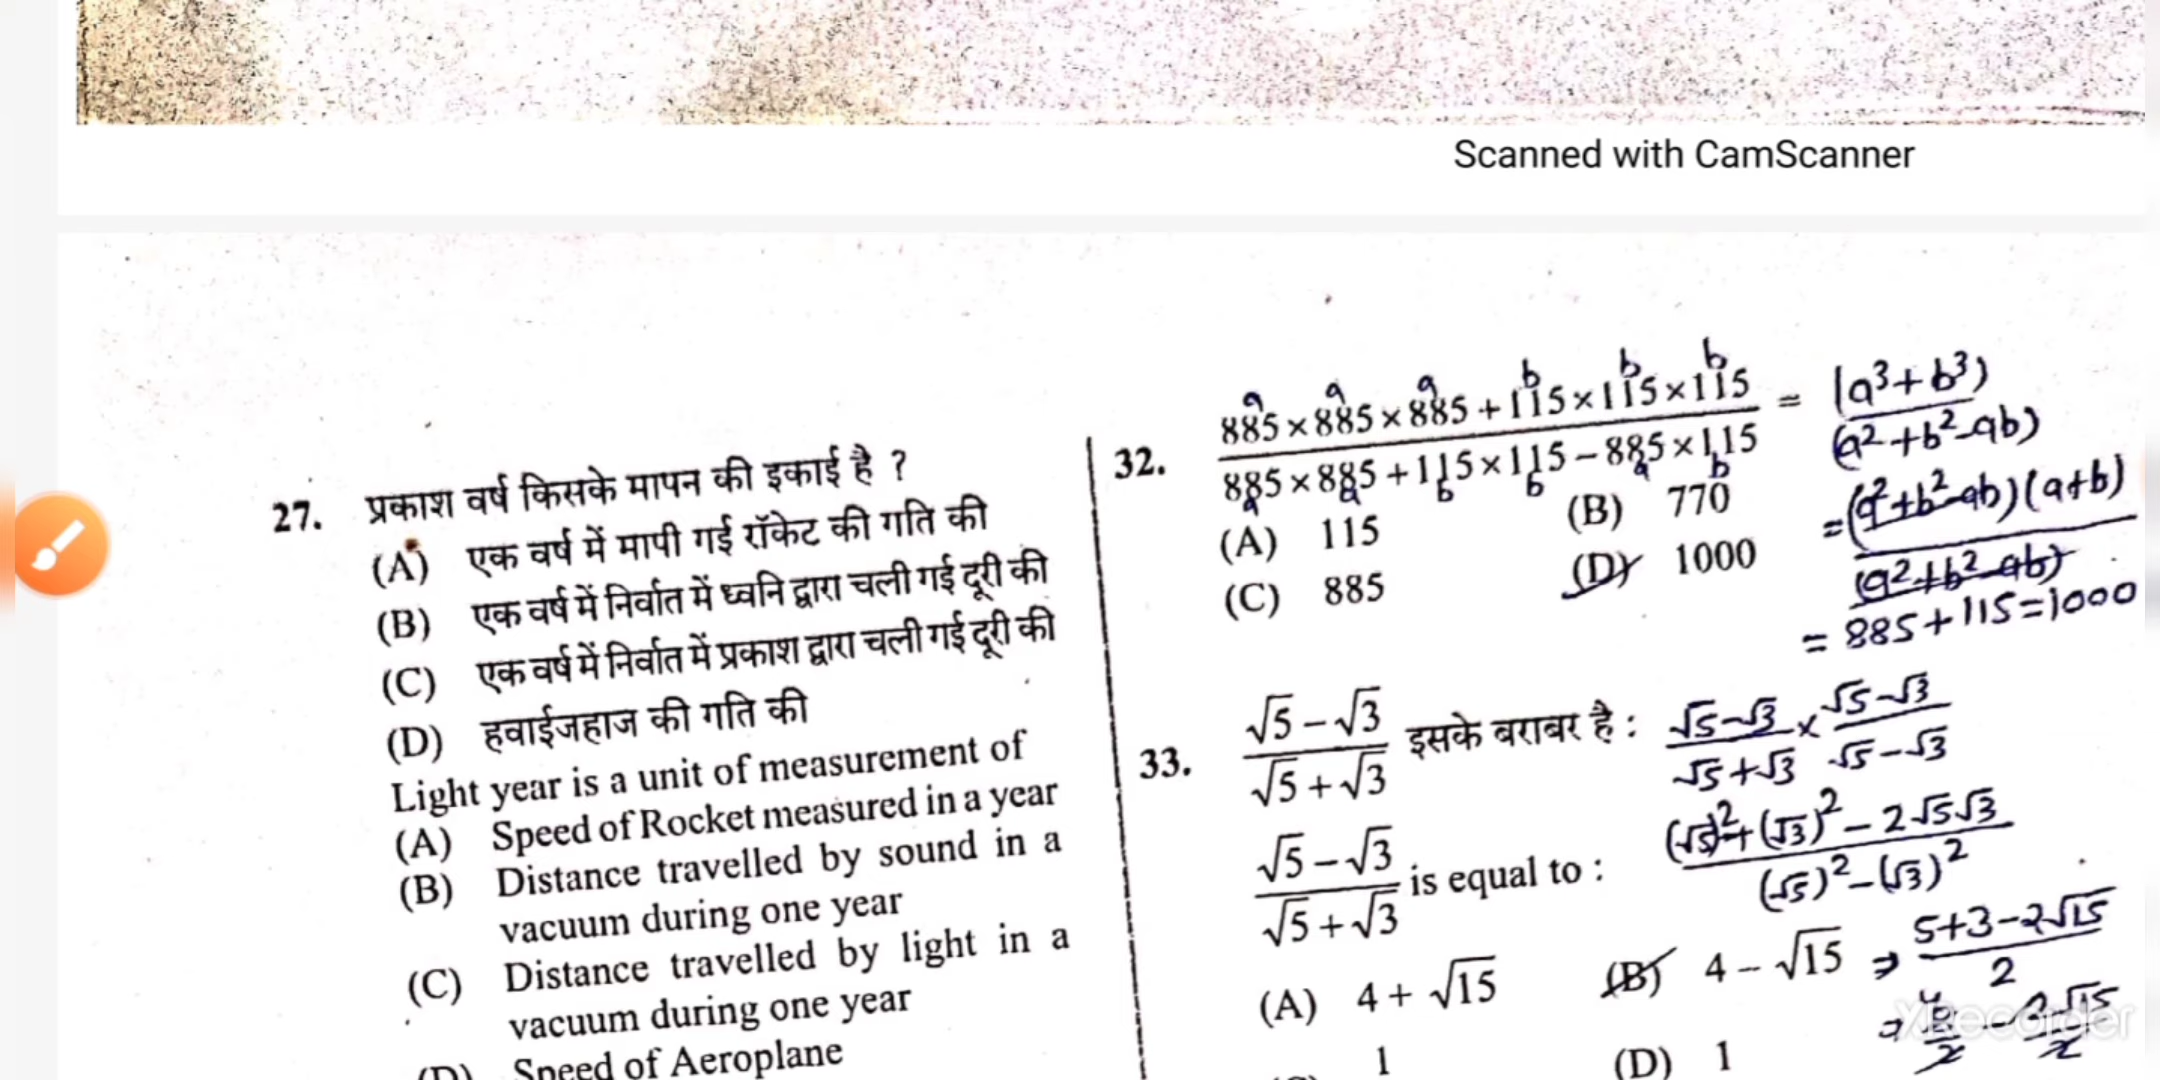 Scanned with CamScanner
27. प्रकाश वर्ष किसके मापन की इकाई है ?
(A) एक वर्ष में मापी गई रॉकेट की गति की
(B) एक वर्ष में निर्वात में ध्वनि द्वारा चली गई दूरी की
(C) एक वर्ष में निर्वात में प्रकाश द्वारा चली गई दूरी की
(D) हवाईजहाज की गति की
Light year is a unit of measurement of
(A) Speed of Rocket measured in a year
(B) Distance travelled by sound in a
vacuum during one year
(C) Distance travelled by light in a
vacuum during one year
(D) Speed of Aeroplane
a a a b b b
885×885×885+115×115×115 = (a³+b³)
32.
885×885+115×115−885×115 (a²+b²-ab)
a a b b a b
(A) 115 (B) 770
(C) 885 (D) 1000
=(a²+b²-ab)(a+b)
(a²+b²-ab)
= 885+115=1000
33. √5−√3 इसके बराबर है : √5-√3 × √5-√3
√5+√3 √5+√3 √5-√3
√5−√3 is equal to :
√5+√3
(√5)²+(√3)²-2√5√3
(√5)²-(√3)²
(A) 4+√15 (B) 4−√15
⇒ 5+3-2√15
2
1 (D) 1
XRecorder